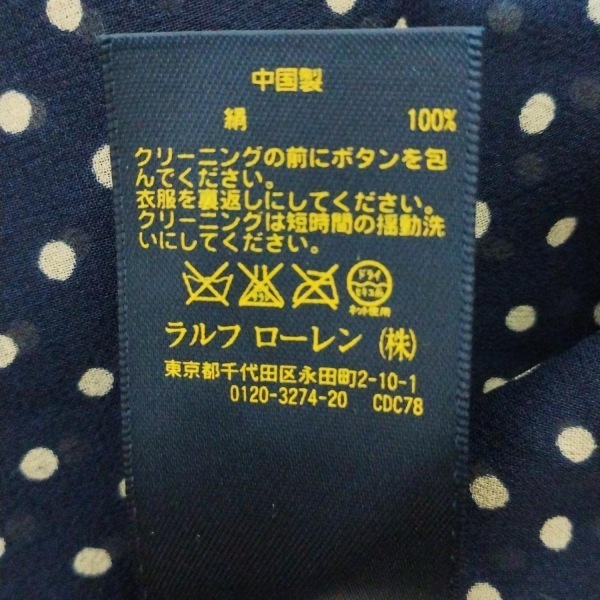 中国製
絹 100%
クリーニングの前にボタンを包
んでください。
衣服を裏返しにしてください。
クリーニングは短時間の揺動洗
いにしてください。
ドライ
セキユ系
ネット使用
ラルフ ローレン (株)
東京都千代田区永田町2-10-1
0120-3274-20 CDC78